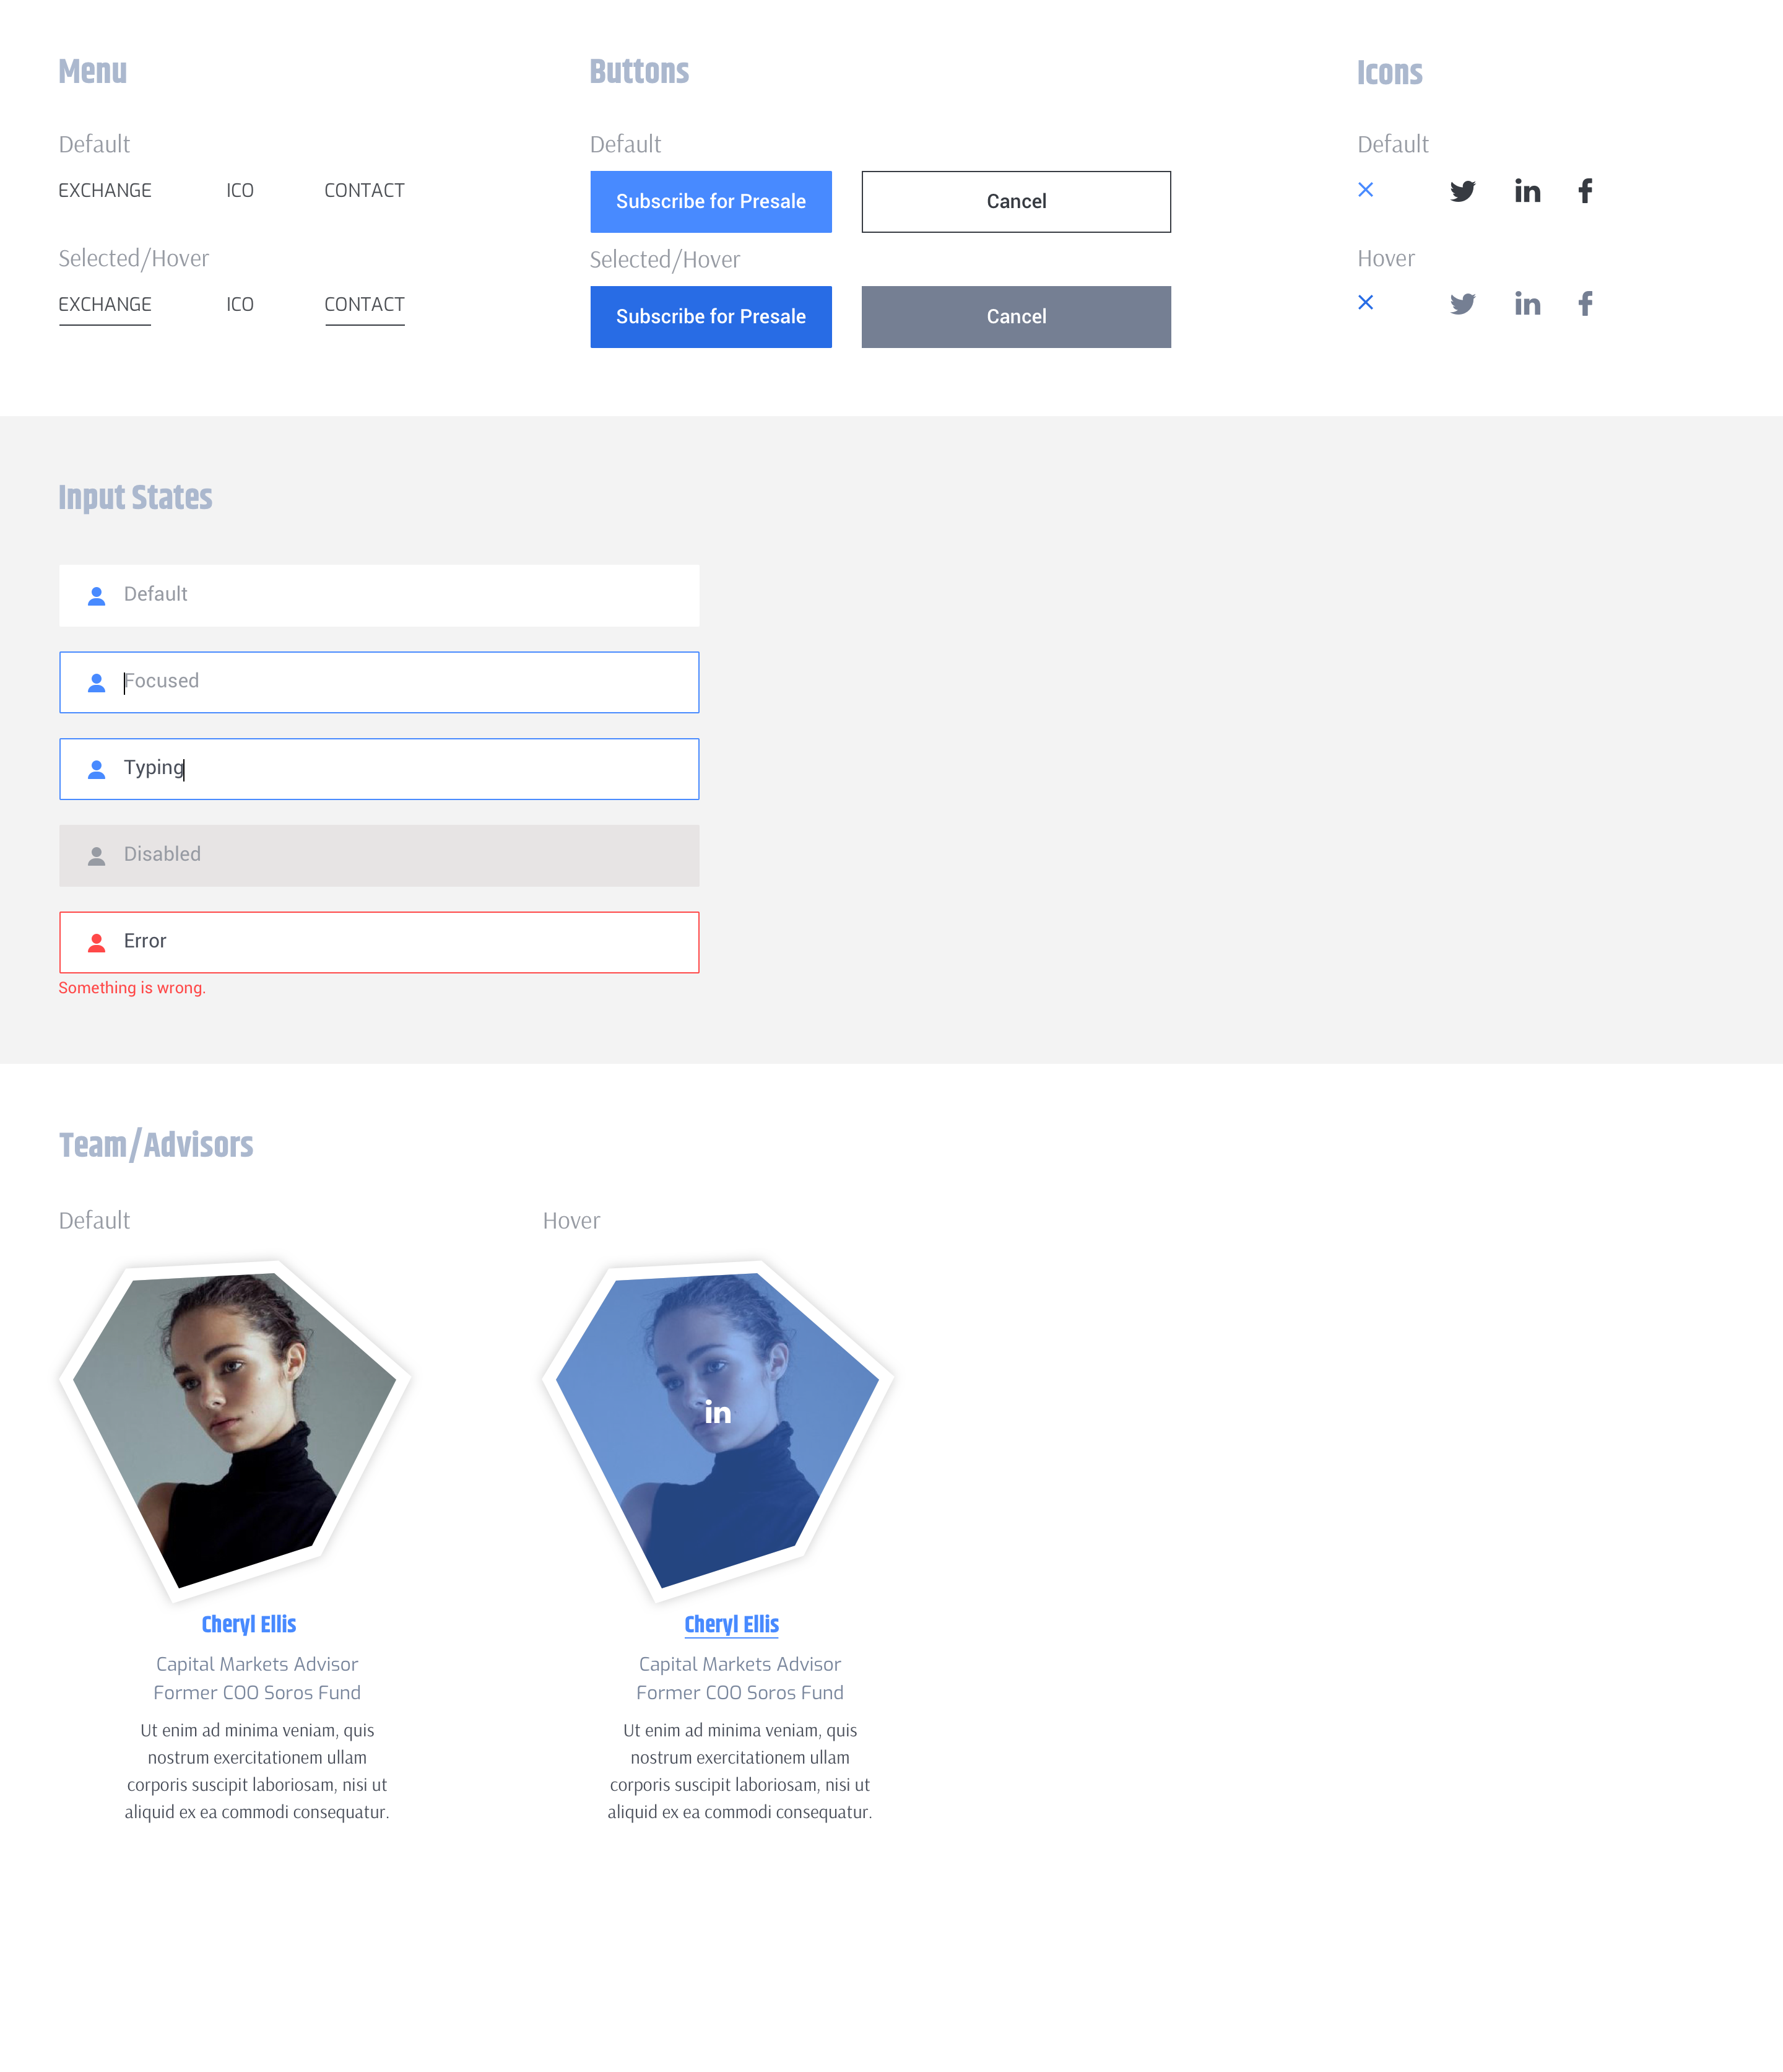 Menu
Buttons
Icons
Default
Default
Default
EXCHANGE ICO CONTACT
Subscribe for Presale
Cancel
Selected/Hover
Selected/Hover
Hover
EXCHANGE ICO CONTACT
Subscribe for Presale
Cancel
Input States
Default
Focused
Typing
Disabled
Error
Something is wrong.
Team/Advisors
Default
Hover
Cheryl Ellis
Capital Markets Advisor
Former COO Soros Fund
Ut enim ad minima veniam, quis
nostrum exercitationem ullam
corporis suscipit laboriosam, nisi ut
aliquid ex ea commodi consequatur.
in
Cheryl Ellis
Capital Markets Advisor
Former COO Soros Fund
Ut enim ad minima veniam, quis
nostrum exercitationem ullam
corporis suscipit laboriosam, nisi ut
aliquid ex ea commodi consequatur.